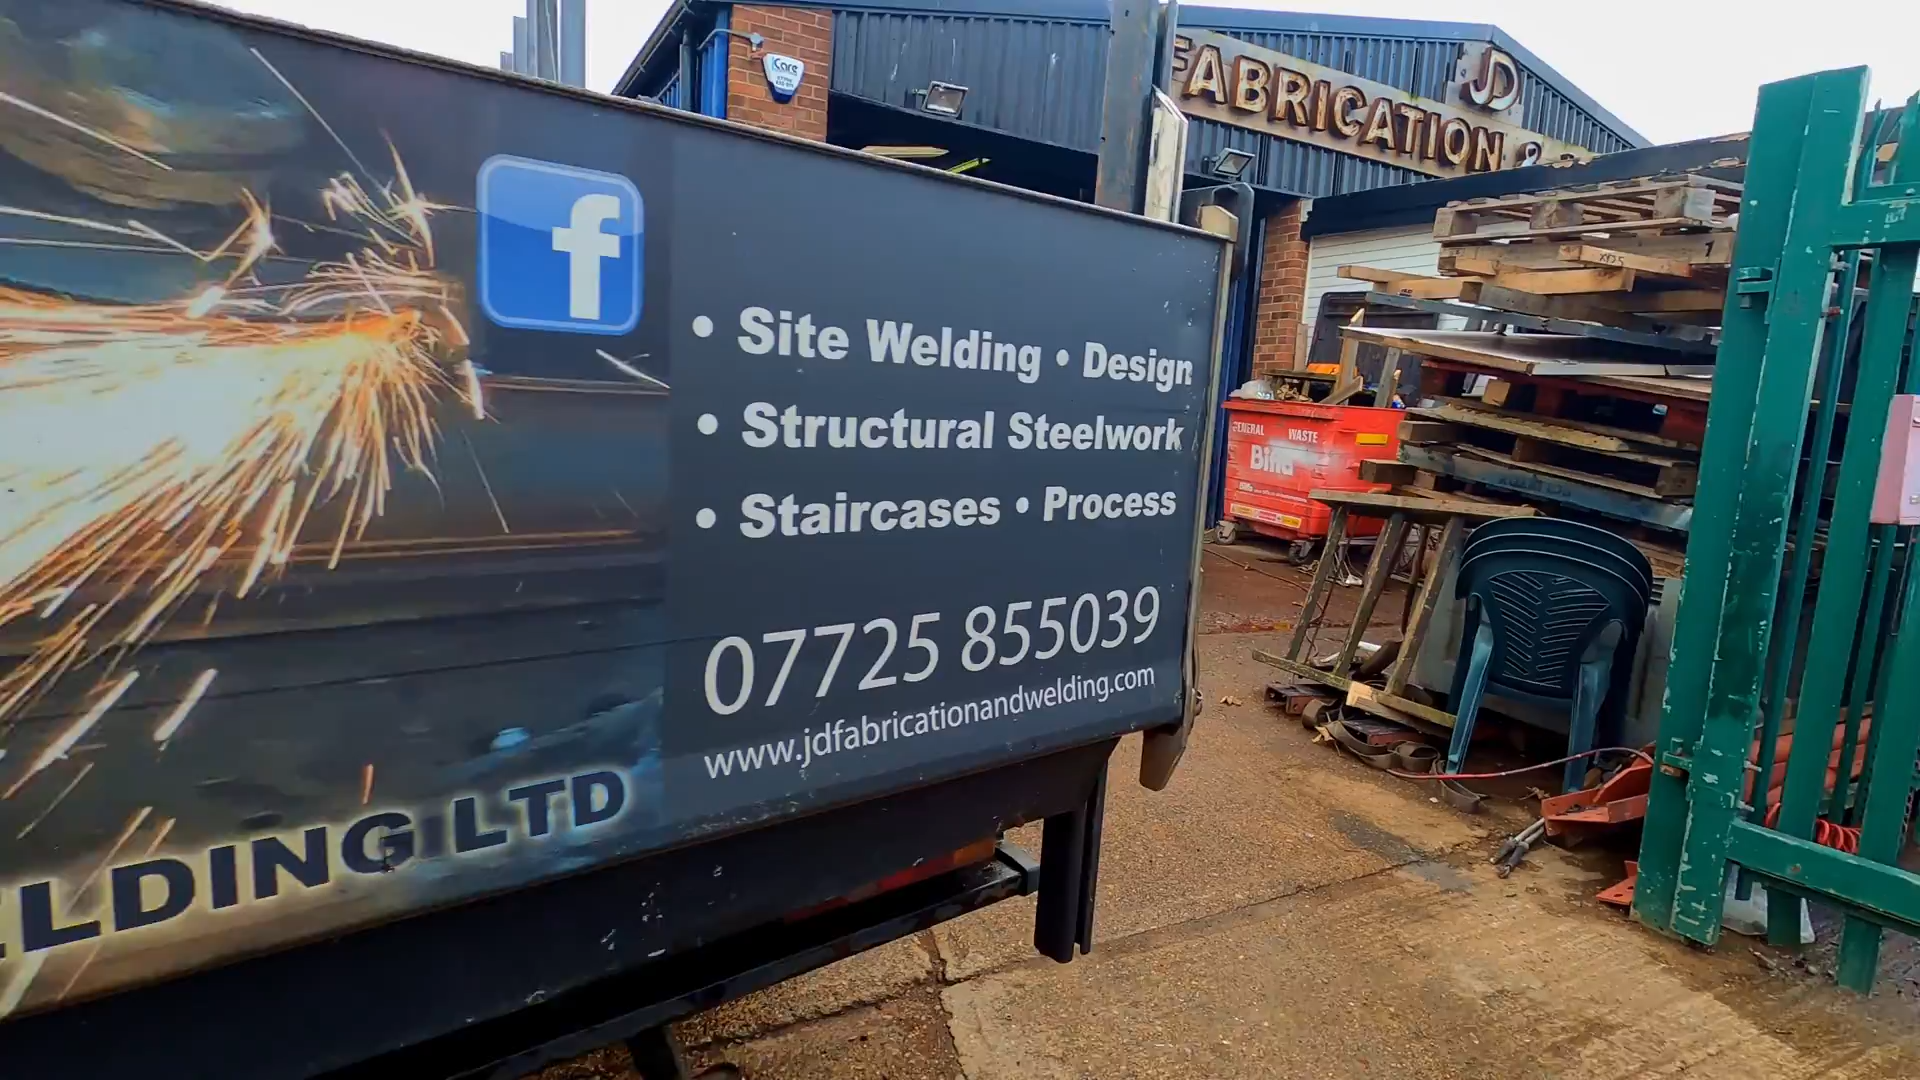 iCare
JD
FABRICATION &
f
• Site Welding • Design
• Structural Steelwork
• Staircases • Process
07725 855039
www.jdfabricationandwelding.com
LDING LTD
GENERAL WASTE
Biffa